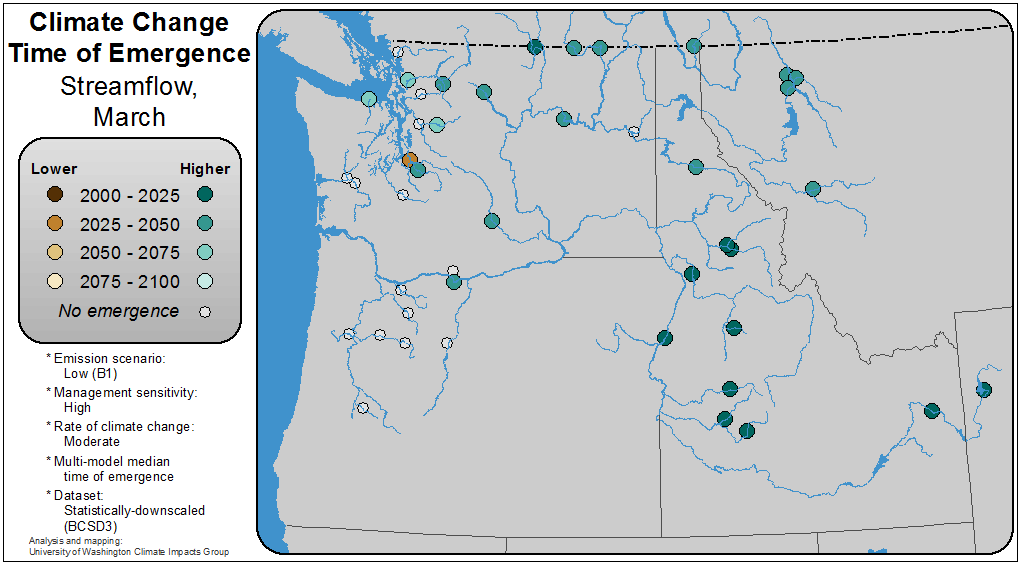 Climate Change
Time of Emergence
Streamflow,
March
Lower Higher
2000 - 2025
2025 - 2050
2050 - 2075
2075 - 2100
No emergence
* Emission scenario:
Low (B1)
* Management sensitivity:
High
* Rate of climate change:
Moderate
* Multi-model median
time of emergence
* Dataset:
Statistically-downscaled
(BCSD3)
Analysis and mapping:
University of Washington Climate Impacts Group